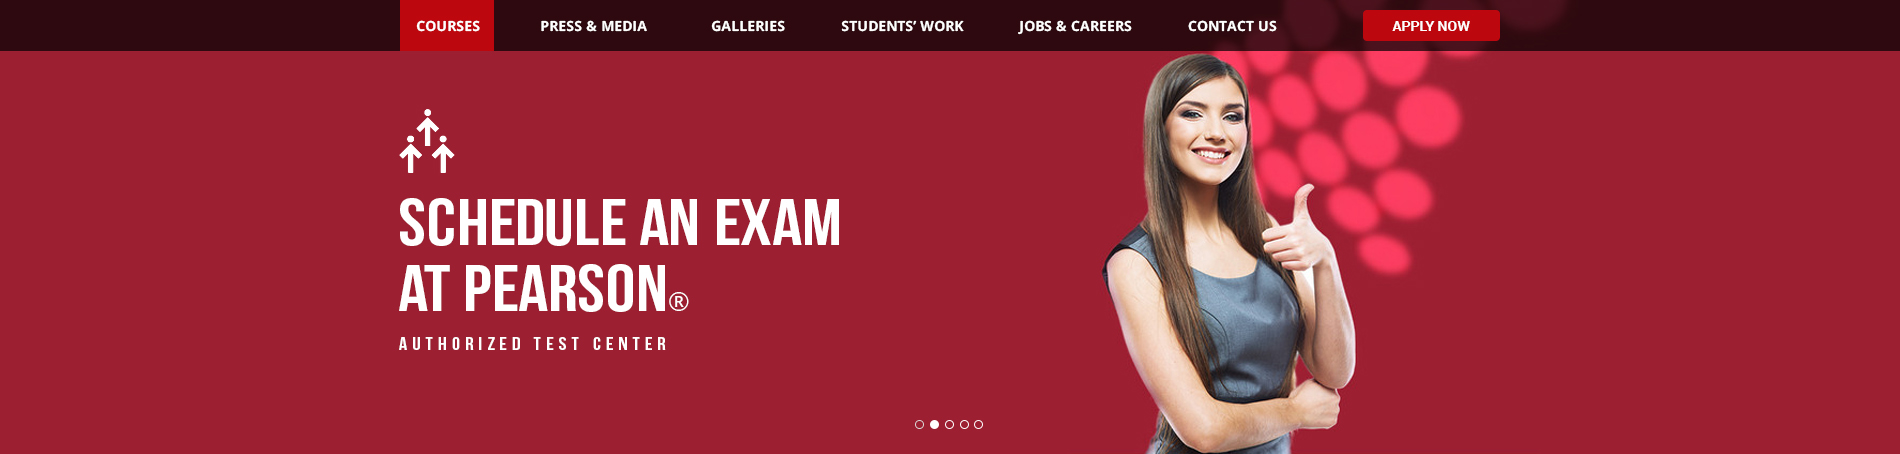 COURSES PRESS & MEDIA GALLERIES STUDENTS’ WORK JOBS & CAREERS CONTACT US APPLY NOW
SCHEDULE AN EXAM
AT PEARSON®
AUTHORIZED TEST CENTER